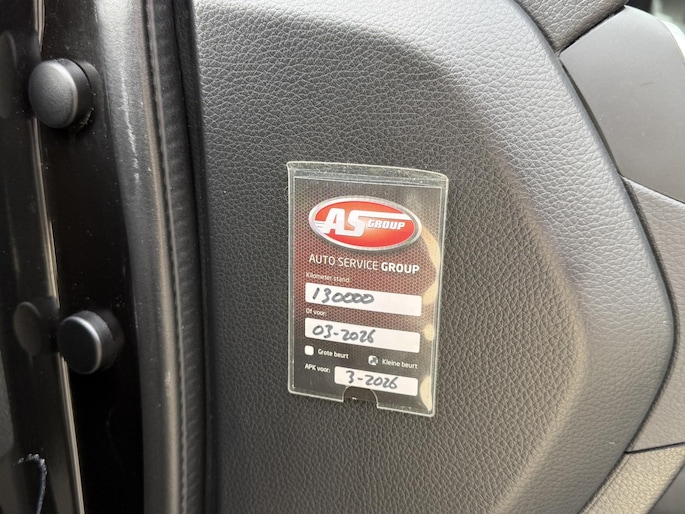 AS GROUP
AUTO SERVICE GROUP
Kilometer stand
130000
Of voor:
03-2026
Grote beurt Kleine beurt
APK voor: 3-2026